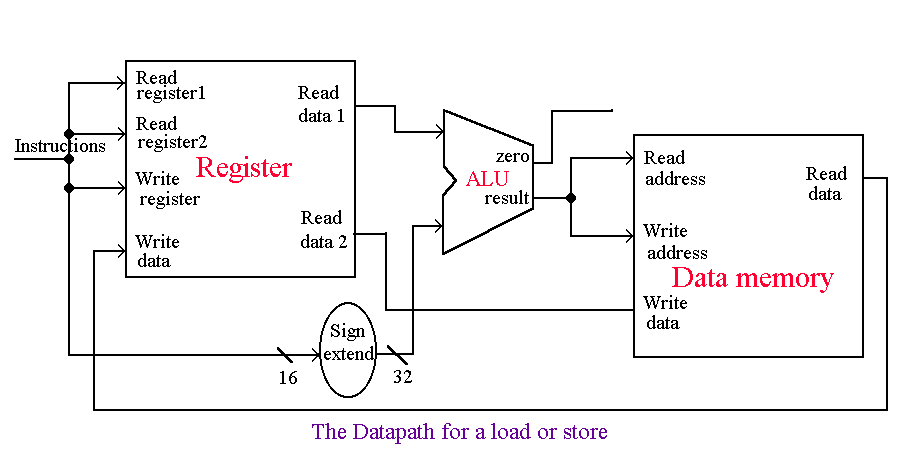 Instructions
Read
register1
Read
register2
Write
register
Write
data
Register
Read
data 1
Read
data 2
Sign
extend
16
32
zero
ALU
result
Read
address
Write
address
Data memory
Write
data
Read
data
The Datapath for a load or store